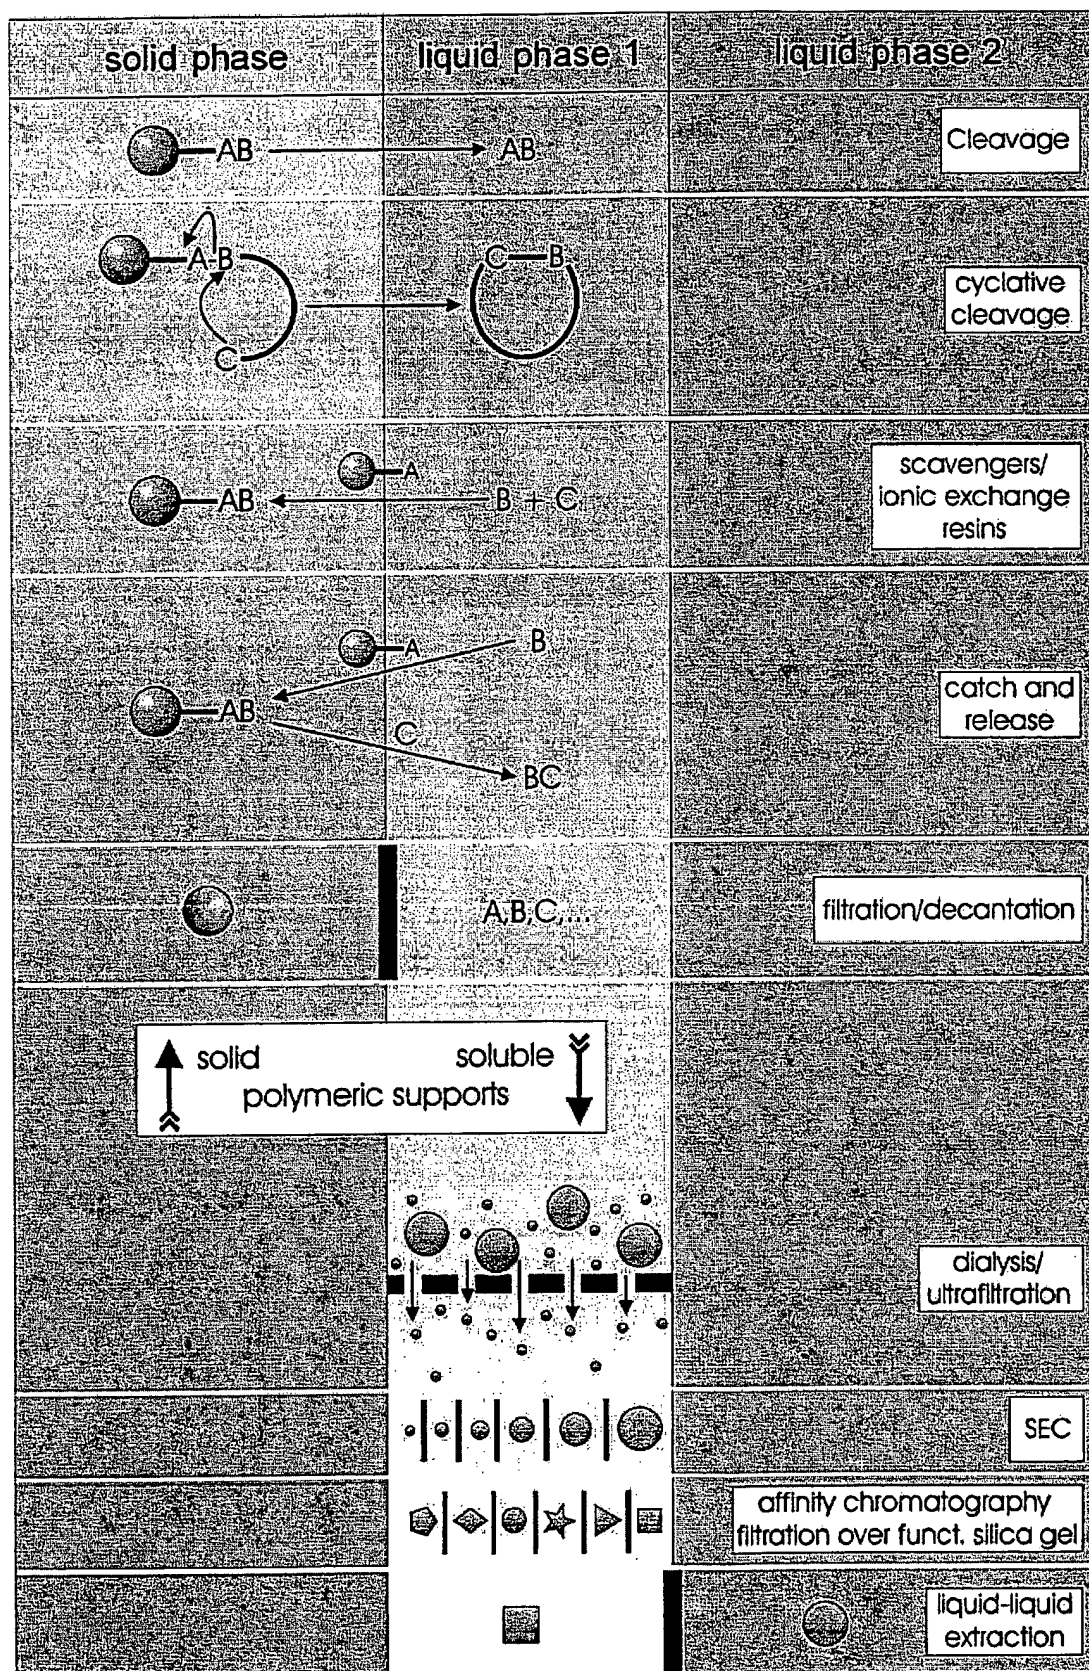 solid phase
liquid phase 1
liquid phase 2
AB
AB
Cleavage
A-B
C
C
B
cyclative
cleavage
A
AB
B + C
scavengers/
ionic exchange
resins
A
B
AB
C
BC
catch and
release
A,B,C,...
filtration/decantation
solid
soluble
polymeric supports
dialysis/
ultrafiltration
SEC
affinity chromatography
filtration over funct. silica gel
liquid-liquid
extraction